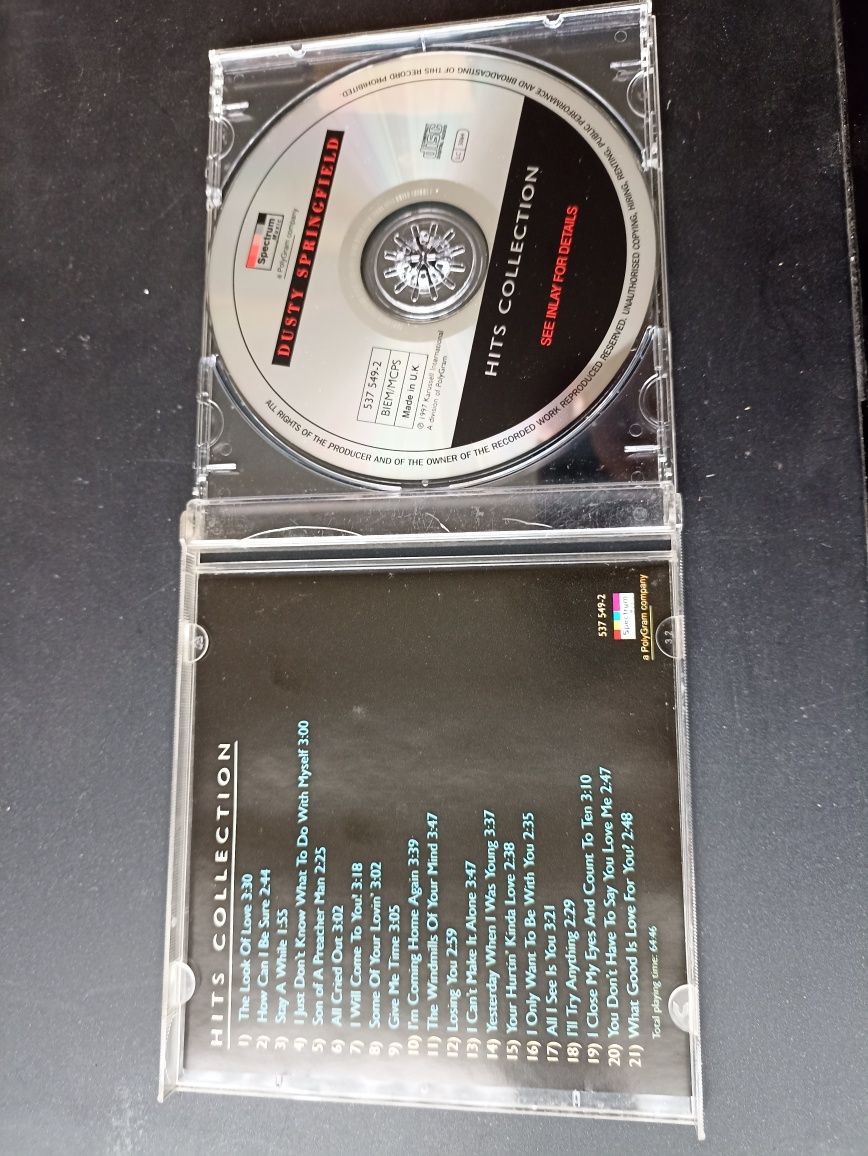 DUSTY SPRINGFIELD
Spectrum
MUSIC
a PolyGram company
537 549-2
BIEM/MCPS
Made in U.K.
℗ 1997 Karussell International
A division of PolyGram
disc
LC
HITS COLLECTION
SEE INLAY FOR DETAILS
ALL RIGHTS OF THE PRODUCER AND OF THE OWNER OF THE RECORDED WORK REPRODUCED RESERVED. UNAUTHORISED COPYING, HIRING, RENTING, PUBLIC PERFORMANCE AND BROADCASTING OF THIS RECORD PROHIBITED.
HITS COLLECTION
1) The Look Of Love 3:30
2) How Can I Be Sure 2:44
3) Stay A While 1:55
4) I Just Don't Know What To Do With Myself 3:00
5) Son of A Preacher Man 2:25
6) All Cried Out 3:02
7) I Will Come To You! 3:18
8) Some Of Your Lovin' 3:02
9) Give Me Time 3:05
10) I'm Coming Home Again 3:39
11) The Windmills Of Your Mind 3:47
12) Losing You 2:59
13) I Can't Make It Alone 3:47
14) Yesterday When I Was Young 3:37
15) Your Hurtin' Kinda Love 2:38
16) I Only Want To Be With You 2:35
17) All I See Is You 3:21
18) I'll Try Anything 2:29
19) I Close My Eyes And Count To Ten 3:10
20) You Don't Have To Say You Love Me 2:47
21) What Good Is Love For You? 2:48
Total playing time: 64:46
537 549-2
Spectrum
a PolyGram company
32